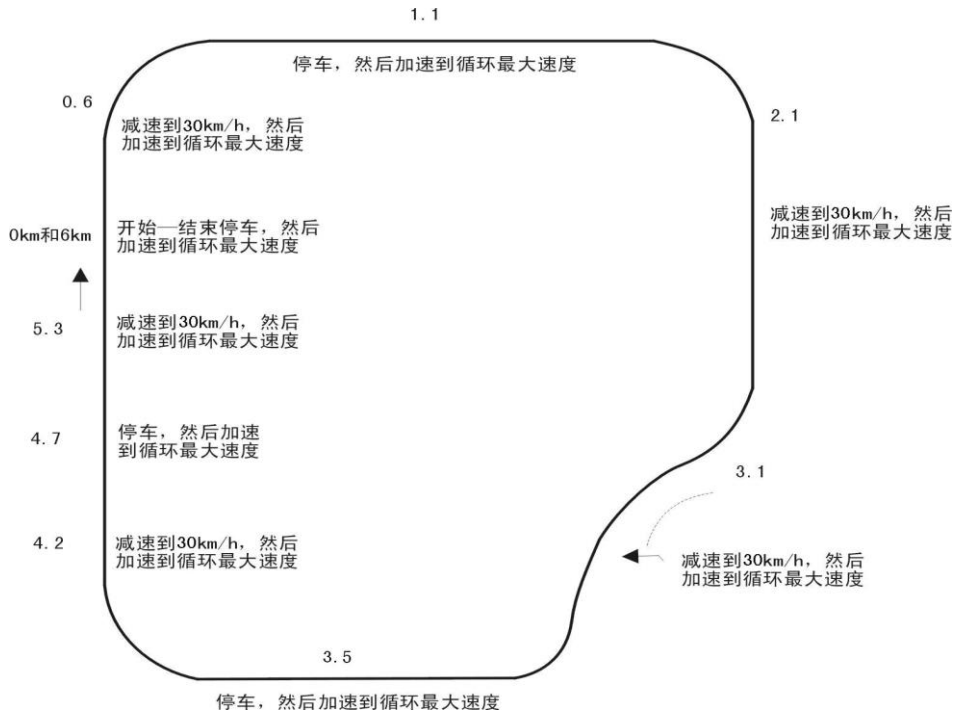 1.1
停车，然后加速到循环最大速度
0.6
减速到30km/h，然后
加速到循环最大速度
2.1
减速到30km/h，然后
加速到循环最大速度
0km和6km
开始—结束停车，然后
加速到循环最大速度
5.3
减速到30km/h，然后
加速到循环最大速度
4.7
停车，然后加速
到循环最大速度
3.1
减速到30km/h，然后
加速到循环最大速度
4.2
减速到30km/h，然后
加速到循环最大速度
3.5
停车，然后加速到循环最大速度